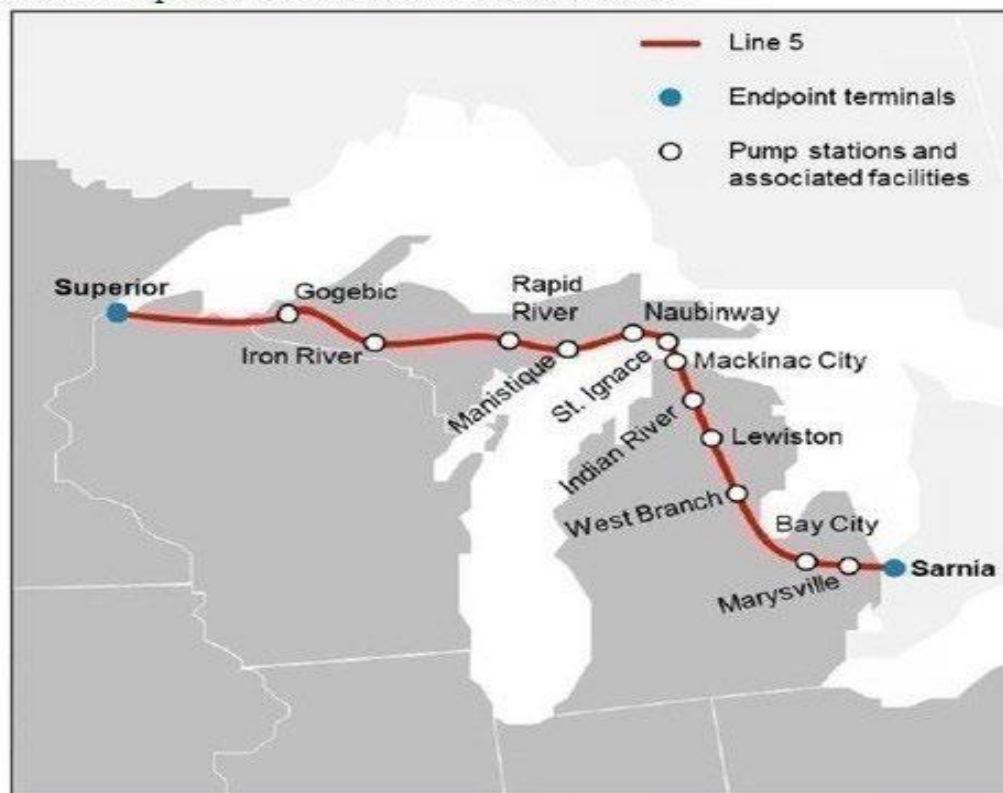 Line 5
Endpoint terminals
Pump stations and
associated facilities
Superior
Gogebic
Iron River
Rapid
River
Manistique
Naubinway
St. Ignace
Mackinac City
Indian River
Lewiston
West Branch
Bay City
Marysville
Sarnia